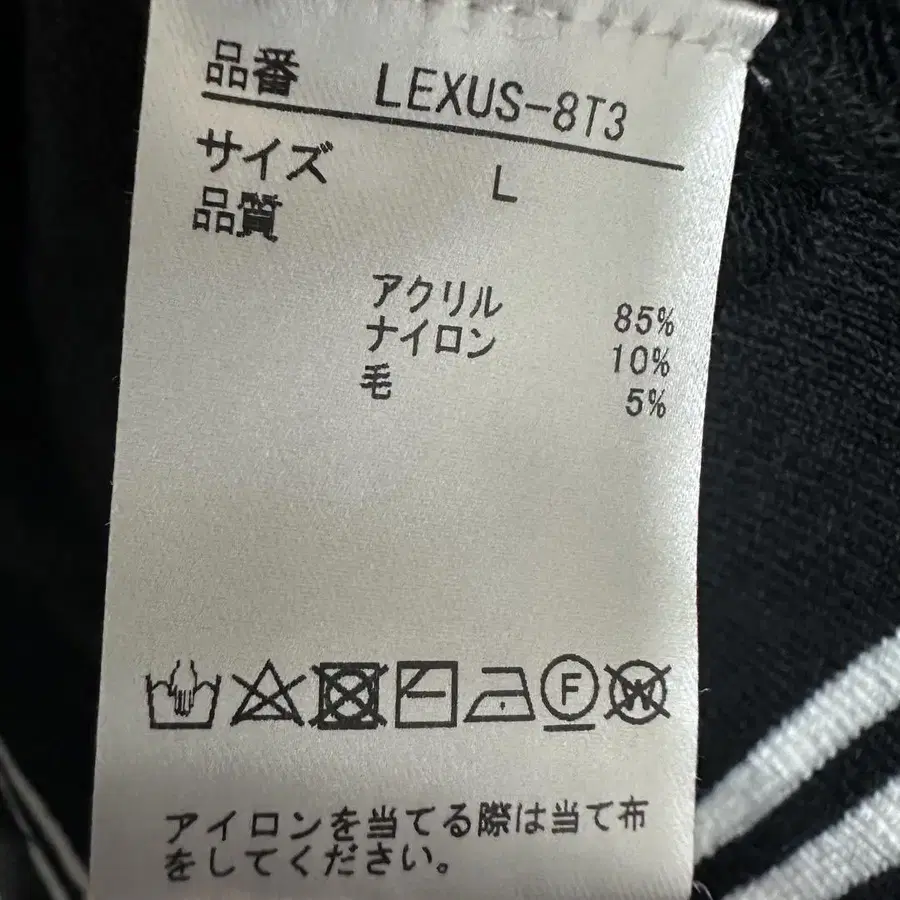 品番 LEXUS-8T3
サイズ L
品質
アクリル 85%
ナイロン 10%
毛 5%
F W
アイロンを当てる際は当て布
をしてください。